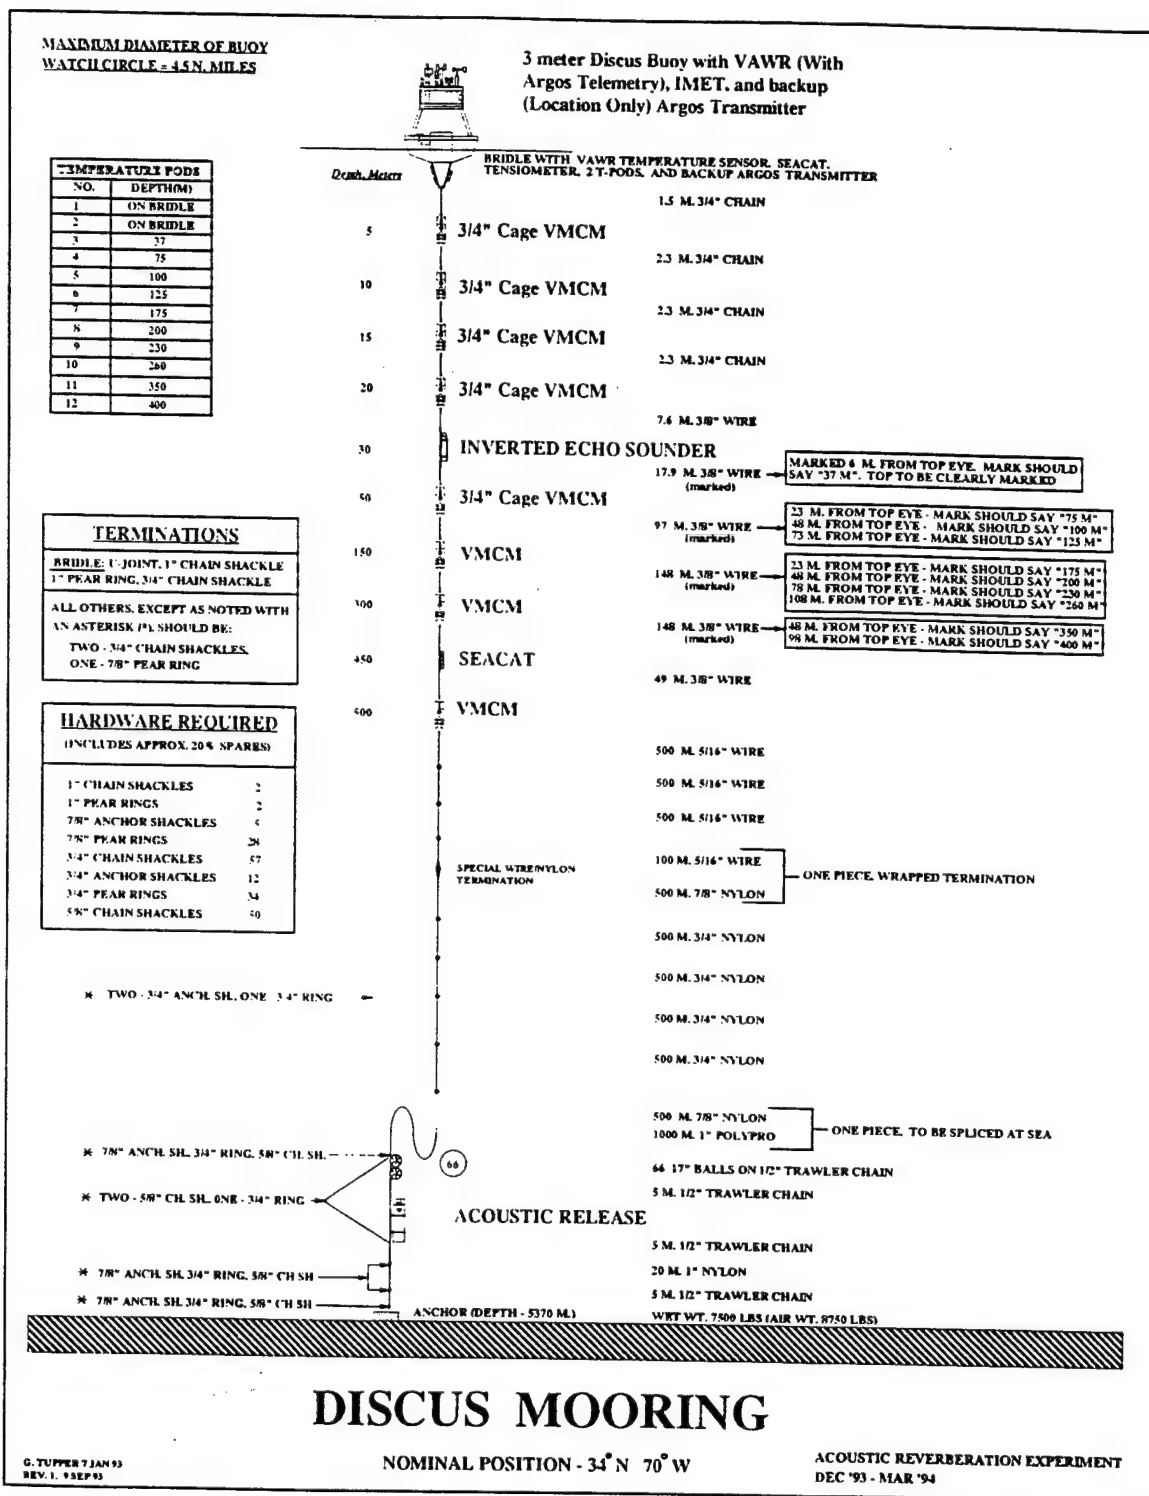 MAXIMUM DIAMETER OF BUOY
WATCH CIRCLE = 4.5 N. MILES
3 meter Discus Buoy with VAWR (With
Argos Telemetry), IMET, and backup
(Location Only) Argos Transmitter
BRIDLE WITH VAWR TEMPERATURE SENSOR, SEACAT,
TENSIOMETER, 2 T-PODS, AND BACKUP ARGOS TRANSMITTER
TEMPERATURE PODS
NO. DEPTH(M)
1 ON BRIDLE
2 ON BRIDLE
3 37
4 75
5 100
6 125
7 175
8 200
9 230
10 260
11 350
12 400
Depth, Meters
1.5 M. 3/4" CHAIN
5 3/4" Cage VMCM
2.3 M. 3/4" CHAIN
10 3/4" Cage VMCM
2.3 M. 3/4" CHAIN
15 3/4" Cage VMCM
2.3 M. 3/4" CHAIN
20 3/4" Cage VMCM
7.6 M. 3/8" WIRE
30 INVERTED ECHO SOUNDER
17.9 M. 3/8" WIRE
(marked)
MARKED 6 M. FROM TOP EYE. MARK SHOULD
SAY "37 M". TOP TO BE CLEARLY MARKED
50 3/4" Cage VMCM
97 M. 3/8" WIRE
(marked)
23 M. FROM TOP EYE - MARK SHOULD SAY "75 M"
48 M. FROM TOP EYE - MARK SHOULD SAY "100 M"
73 M. FROM TOP EYE - MARK SHOULD SAY "125 M"
150 VMCM
148 M. 3/8" WIRE
(marked)
23 M. FROM TOP EYE - MARK SHOULD SAY "175 M"
48 M. FROM TOP EYE - MARK SHOULD SAY "200 M"
78 M. FROM TOP EYE - MARK SHOULD SAY "230 M"
108 M. FROM TOP EYE - MARK SHOULD SAY "260 M"
300 VMCM
148 M. 3/8" WIRE
(marked)
48 M. FROM TOP EYE - MARK SHOULD SAY "350 M"
98 M. FROM TOP EYE - MARK SHOULD SAY "400 M"
450 SEACAT
49 M. 3/8" WIRE
500 VMCM
TERMINATIONS
BRIDLE: U-JOINT, 1" CHAIN SHACKLE
1" PEAR RING, 3/4" CHAIN SHACKLE
ALL OTHERS, EXCEPT AS NOTED WITH
AN ASTERISK (*), SHOULD BE:
TWO - 3/4" CHAIN SHACKLES,
ONE - 7/8" PEAR RING
HARDWARE REQUIRED
(INCLUDES APPROX. 20% SPARES)
1" CHAIN SHACKLES 2
1" PEAR RINGS 2
7/8" ANCHOR SHACKLES 5
7/8" PEAR RINGS 28
3/4" CHAIN SHACKLES 57
3/4" ANCHOR SHACKLES 12
3/4" PEAR RINGS 34
5/8" CHAIN SHACKLES
500 M. 5/16" WIRE
500 M. 5/16" WIRE
500 M. 5/16" WIRE
SPECIAL WIRE/NYLON
TERMINATION
100 M. 5/16" WIRE
500 M. 7/8" NYLON
ONE PIECE, WRAPPED TERMINATION
500 M. 3/4" NYLON
500 M. 3/4" NYLON
* TWO - 3/4" ANCH. SH., ONE 3/4" RING
500 M. 3/4" NYLON
500 M. 3/4" NYLON
500 M. 7/8" NYLON
1000 M. 1" POLYPRO
ONE PIECE, TO BE SPLICED AT SEA
* 7/8" ANCH. SH, 3/4" RING, 5/8" CH. SH.
66
66 17" BALLS ON 1/2" TRAWLER CHAIN
* TWO - 5/8" CH. SH., ONE - 3/4" RING
5 M. 1/2" TRAWLER CHAIN
ACOUSTIC RELEASE
5 M. 1/2" TRAWLER CHAIN
* 7/8" ANCH. SH, 3/4" RING, 5/8" CH SH
20 M. 1" NYLON
5 M. 1/2" TRAWLER CHAIN
* 7/8" ANCH. SH, 3/4" RING, 5/8" CH SH
ANCHOR (DEPTH - 5370 M.)
WET WT. 7500 LBS (AIR WT. 8750 LBS)
DISCUS MOORING
NOMINAL POSITION - 34° N 70° W
G. TUPPER 7 JAN 93
REV. 1. 9 SEP 93
ACOUSTIC REVERBERATION EXPERIMENT
DEC '93 - MAR '94